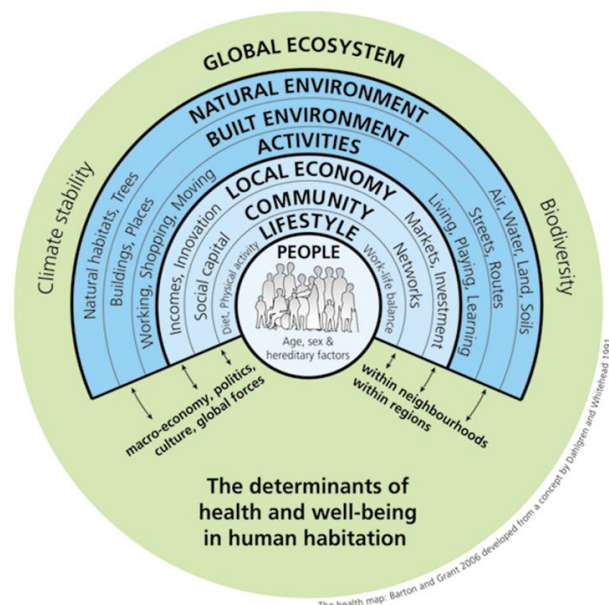 GLOBAL ECOSYSTEM
NATURAL ENVIRONMENT
BUILT ENVIRONMENT
ACTIVITIES
LOCAL ECONOMY
COMMUNITY
LIFESTYLE
PEOPLE
Age, sex &
hereditary factors
Climate stability
Natural habitats, Trees
Buildings, Places
Working, Shopping, Moving
Incomes, Innovation
Social capital
Diet, Physical activity
Work-life balance
Networks
Markets, Investment
Living, Playing, Learning
Streets, Routes
Air, Water, Land, Soils
Biodiversity
macro-economy, politics,
culture, global forces
within neighbourhoods
within regions
The determinants of
health and well-being
in human habitation
The health map: Barton and Grant 2006 developed from a concept by Dahlgren and Whitehead 1991